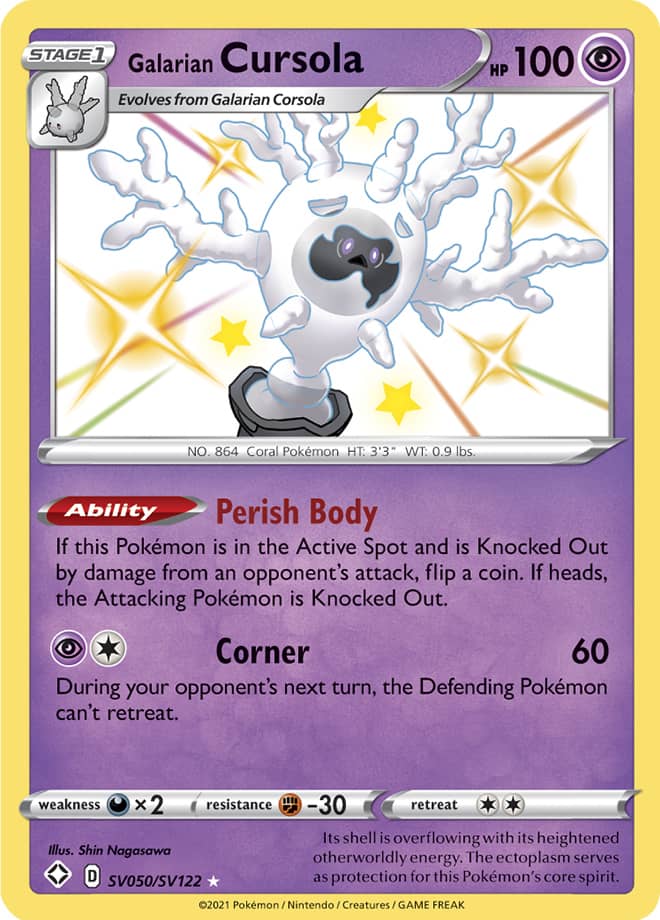 STAGE 1
Galarian Cursola
HP 100
Evolves from Galarian Corsola
NO. 864 Coral Pokémon HT: 3'3" WT: 0.9 lbs.
Ability Perish Body
If this Pokémon is in the Active Spot and is Knocked Out
by damage from an opponent's attack, flip a coin. If heads,
the Attacking Pokémon is Knocked Out.
Corner 60
During your opponent's next turn, the Defending Pokémon
can't retreat.
weakness ×2 resistance -30 retreat
Illus. Shin Nagasawa
Its shell is overflowing with its heightened
otherworldly energy. The ectoplasm serves
as protection for this Pokémon's core spirit.
D SV050/SV122
©2021 Pokémon / Nintendo / Creatures / GAME FREAK